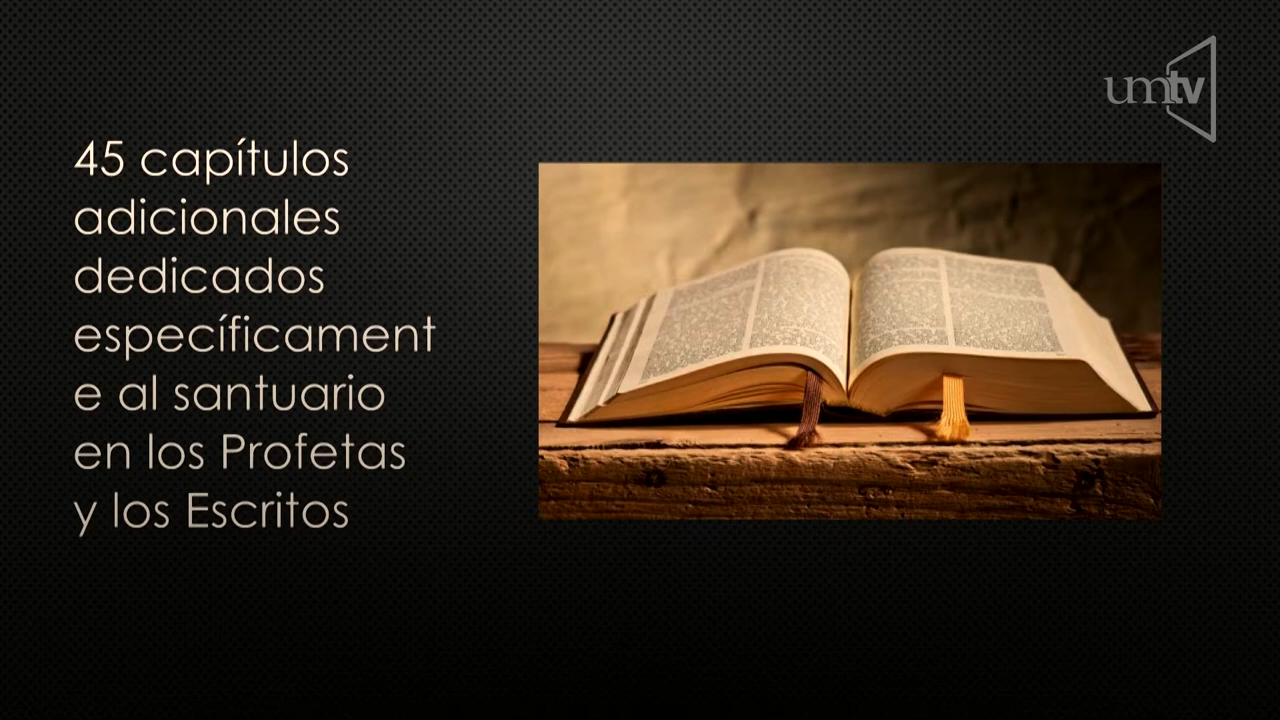 umtv
45 capítulos
adicionales
dedicados
específicament
e al santuario
en los Profetas
y los Escritos